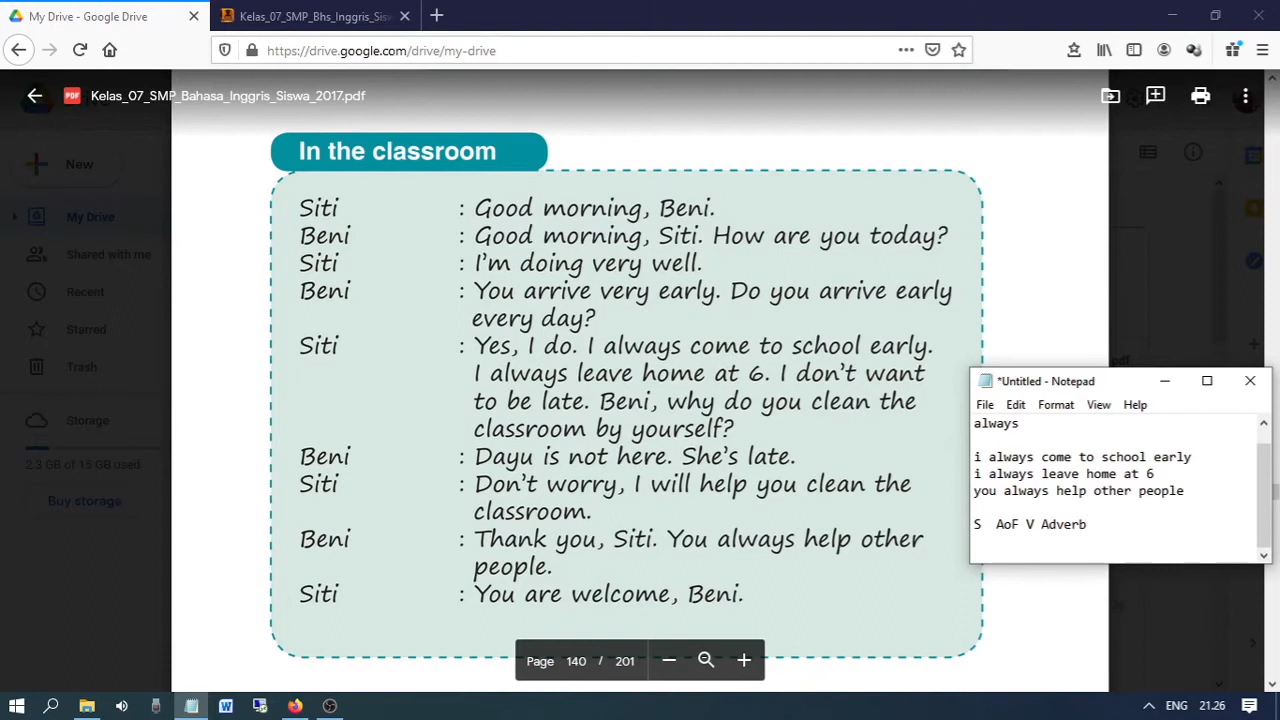 My Drive - Google Drive
Kelas_07_SMP_Bhs_Inggris_Sisw
https://drive.google.com/drive/my-drive
Kelas_07_SMP_Bahasa_Inggris_Siswa_2017.pdf
New
My Drive
Shared with me
Recent
Starred
Trash
Storage
2.3 GB of 15 GB used
Buy storage
In the classroom
Siti : Good morning, Beni.
Beni : Good morning, Siti. How are you today?
Siti : I'm doing very well.
Beni : You arrive very early. Do you arrive early
every day?
Siti : Yes, I do. I always come to school early.
I always leave home at 6. I don't want
to be late. Beni, why do you clean the
classroom by yourself?
Beni : Dayu is not here. She's late.
Siti : Don't worry, I will help you clean the
classroom.
Beni : Thank you, Siti. You always help other
people.
Siti : You are welcome, Beni.
Page 140 / 201
.pdf
*Untitled - Notepad
File Edit Format View Help
always
i always come to school early
i always leave home at 6
you always help other people
S AoF V Adverb
ENG 21.26